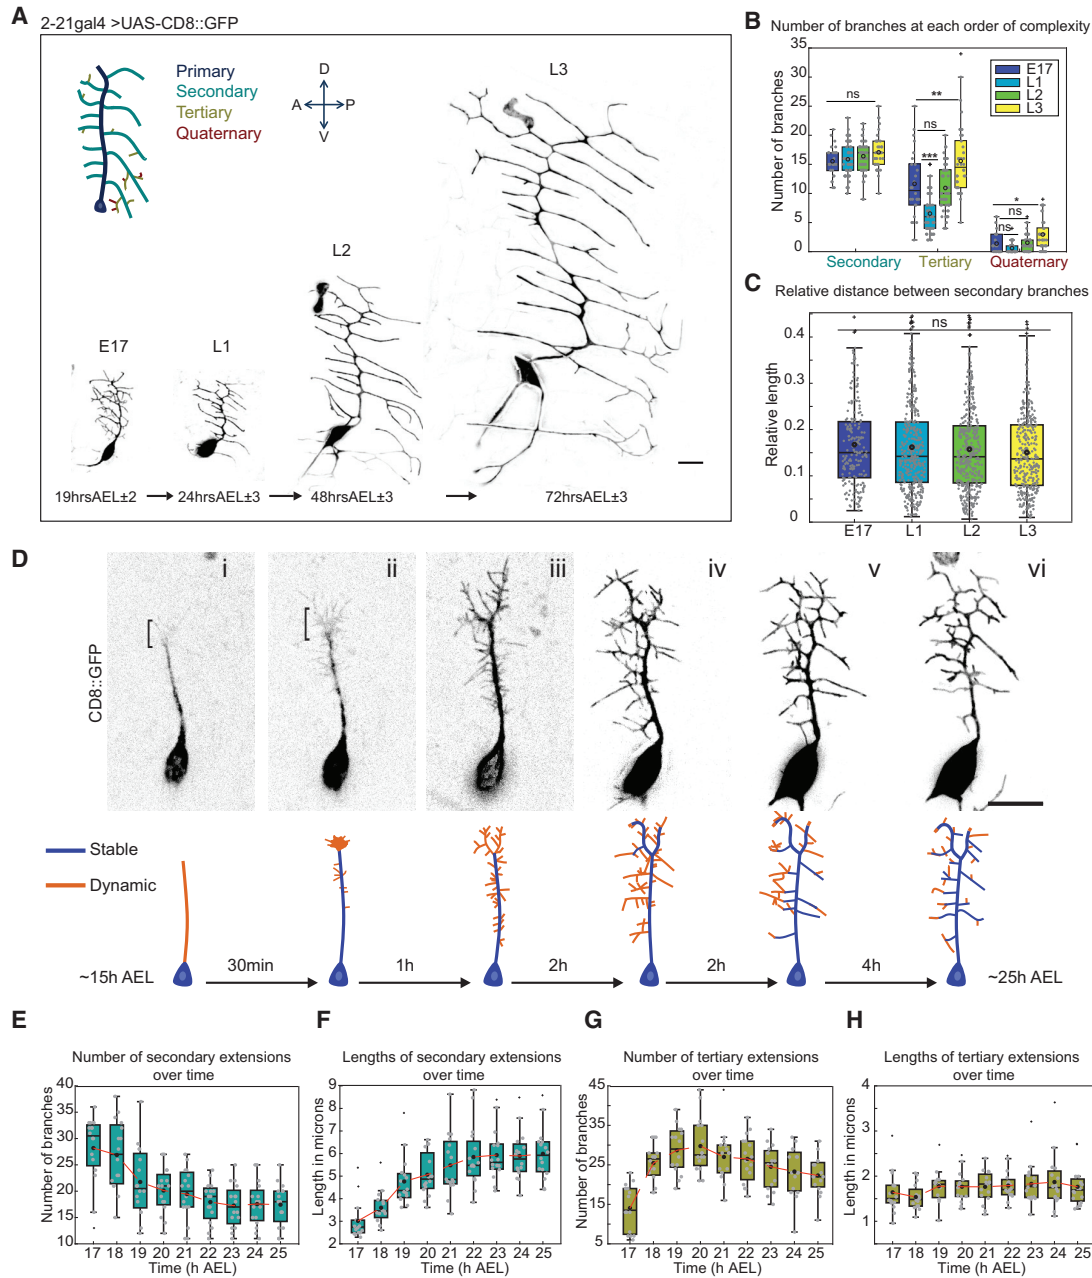 A
2-21gal4 >UAS-CD8::GFP
Primary
Secondary
Tertiary
Quaternary
D
A
P
V
E17
L1
L2
L3
19hrsAEL±2
24hrsAEL±3
48hrsAEL±3
72hrsAEL±3
B
Number of branches at each order of complexity
Number of branches
35
30
25
20
15
10
5
0
ns
**
ns
***
*
ns
ns
E17
L1
L2
L3
Secondary
Tertiary
Quaternary
C
Relative distance between secondary branches
Relative length
0.4
0.3
0.2
0.1
0
ns
E17
L1
L2
L3
D
CD8::GFP
i
ii
iii
iv
v
vi
Stable
Dynamic
~15h AEL
30min
1h
2h
2h
4h
~25h AEL
E
Number of secondary extensions
over time
Number of branches
40
35
30
25
20
15
10
17 18 19 20 21 22 23 24 25
Time (h AEL)
F
Lengths of secondary extensions
over time
Length in microns
9
8
7
6
5
4
3
2
17 18 19 20 21 22 23 24 25
Time (h AEL)
G
Number of tertiary extensions
over time
Number of branches
45
35
25
15
5
17 18 19 20 21 22 23 24 25
Time (h AEL)
H
Lengths of tertiary extensions
over time
Length in microns
4
3
2
1
17 18 19 20 21 22 23 24 25
Time (h AEL)